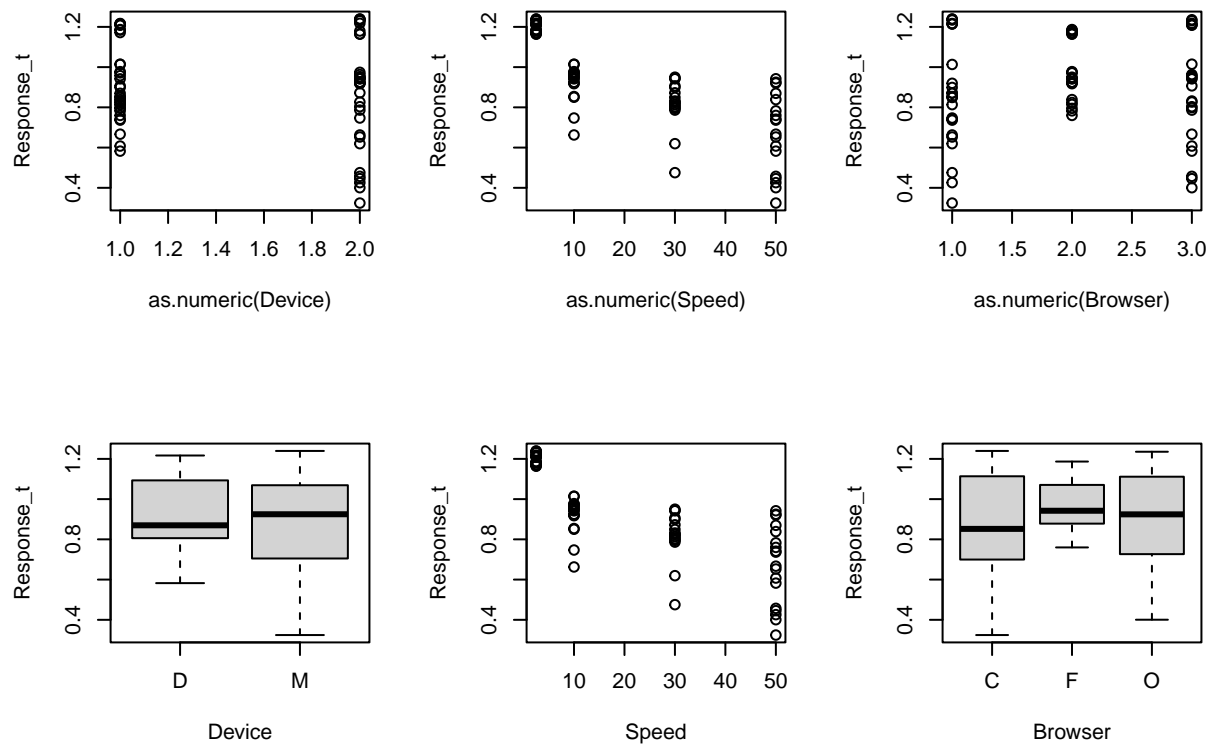 Response_t
0.4 0.8 1.2
1.0 1.2 1.4 1.6 1.8 2.0
as.numeric(Device)
Response_t
0.4 0.8 1.2
10 20 30 40 50
as.numeric(Speed)
Response_t
0.4 0.8 1.2
1.0 1.5 2.0 2.5 3.0
as.numeric(Browser)
Response_t
0.4 0.8 1.2
D M
Device
Response_t
0.4 0.8 1.2
10 20 30 40 50
Speed
Response_t
0.4 0.8 1.2
C F O
Browser